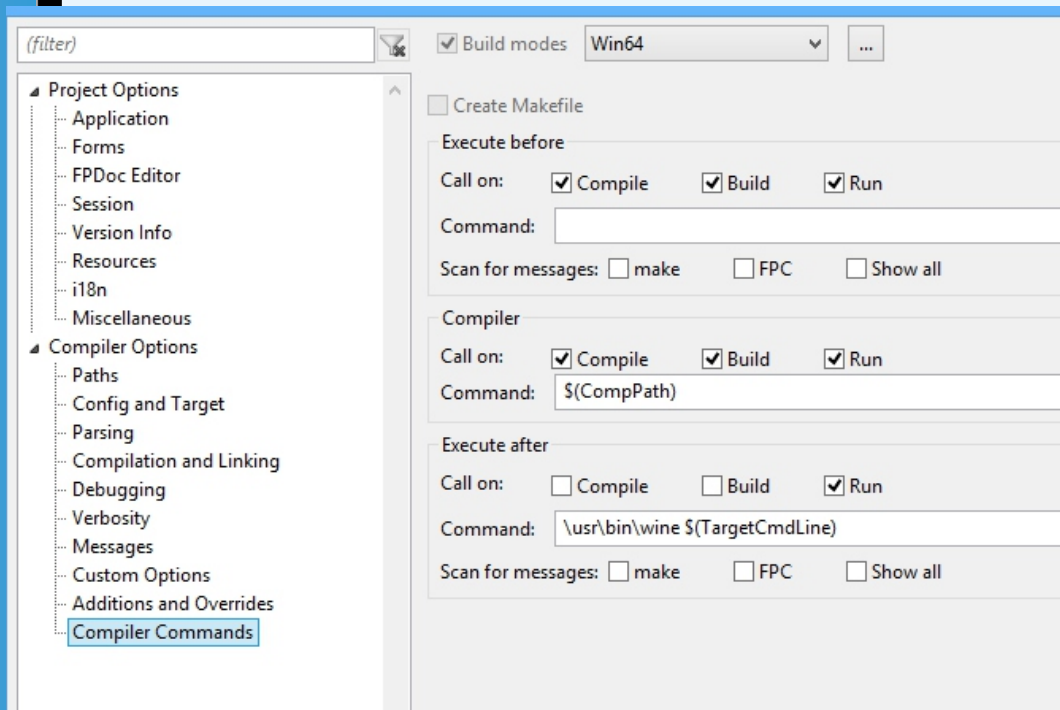 (filter)
Build modes Win64 ...
Project Options
Application
Forms
FPDoc Editor
Session
Version Info
Resources
i18n
Miscellaneous
Compiler Options
Paths
Config and Target
Parsing
Compilation and Linking
Debugging
Verbosity
Messages
Custom Options
Additions and Overrides
Compiler Commands
Create Makefile
Execute before
Call on: Compile Build Run
Command:
Scan for messages: make FPC Show all
Compiler
Call on: Compile Build Run
Command: $(CompPath)
Execute after
Call on: Compile Build Run
Command: \usr\bin\wine $(TargetCmdLine)
Scan for messages: make FPC Show all